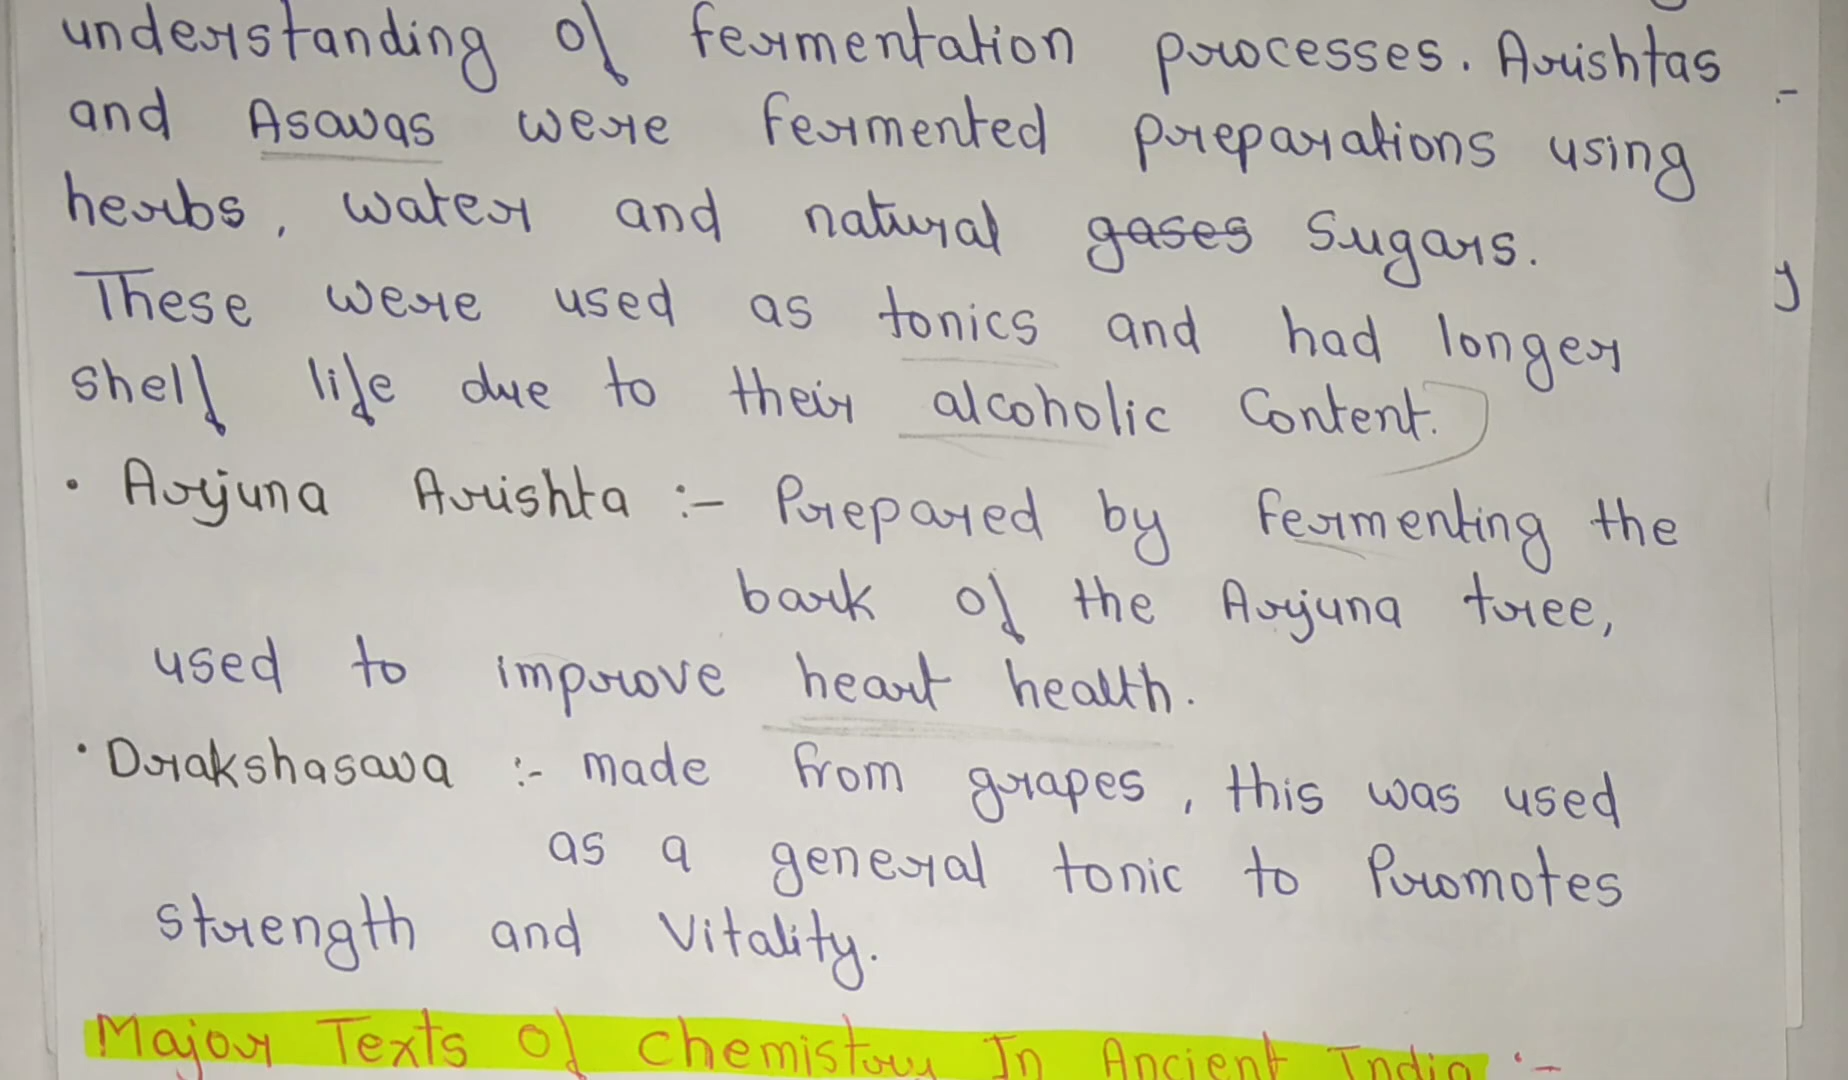 understanding of fermentation processes. Arishtas
and Asavas were fermented preparations using
herbs, water and natural gases Sugars.
These were used as tonics and had longer
shelf life due to their alcoholic Content.
• Arjuna Arishta :- Prepared by fermenting the
bark of the Arjuna tree,
used to improve heart health.
• Drakshasava :- made from grapes, this was used
as a general tonic to Promotes
strength and Vitality.
Major Texts of Chemistry In Ancient India :-